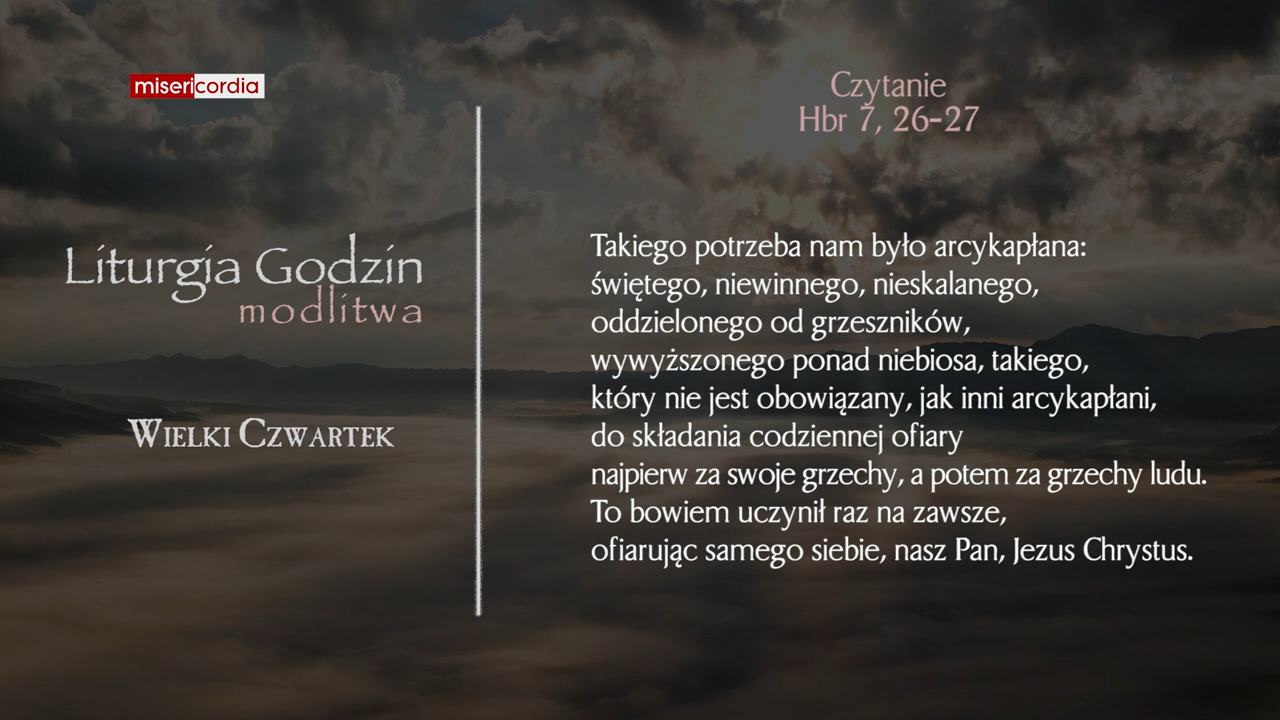 misericordia
Liturgia Godzin
modlitwa
Wielki Czwartek
Czytanie
Hbr 7, 26-27
Takiego potrzeba nam było arcykapłana:
świętego, niewinnego, nieskalanego,
oddzielonego od grzeszników,
wywyższonego ponad niebiosa, takiego,
który nie jest obowiązany, jak inni arcykapłani,
do składania codziennej ofiary
najpierw za swoje grzechy, a potem za grzechy ludu.
To bowiem uczynił raz na zawsze,
ofiarując samego siebie, nasz Pan, Jezus Chrystus.